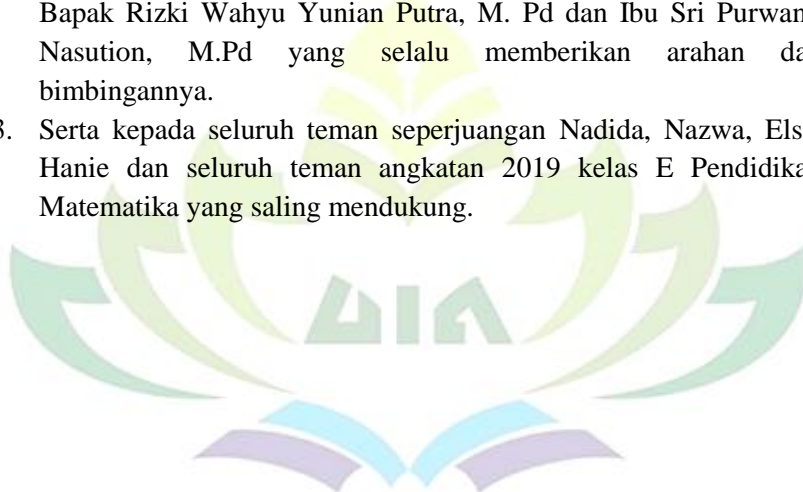 Bapak Rizki Wahyu Yunian Putra, M. Pd dan Ibu Sri Purwan
Nasution, M.Pd yang selalu memberikan arahan da
bimbingannya.
3. Serta kepada seluruh teman seperjuangan Nadida, Nazwa, Els
Hanie dan seluruh teman angkatan 2019 kelas E Pendidika
Matematika yang saling mendukung.
UIN